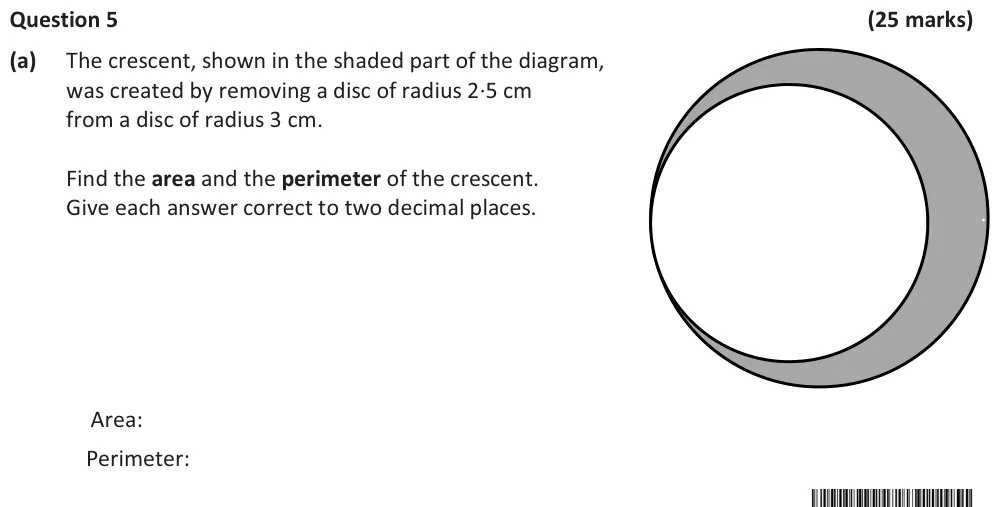 Question 5 (25 marks)
(a) The crescent, shown in the shaded part of the diagram,
was created by removing a disc of radius 2·5 cm
from a disc of radius 3 cm.
Find the area and the perimeter of the crescent.
Give each answer correct to two decimal places.
Area:
Perimeter: